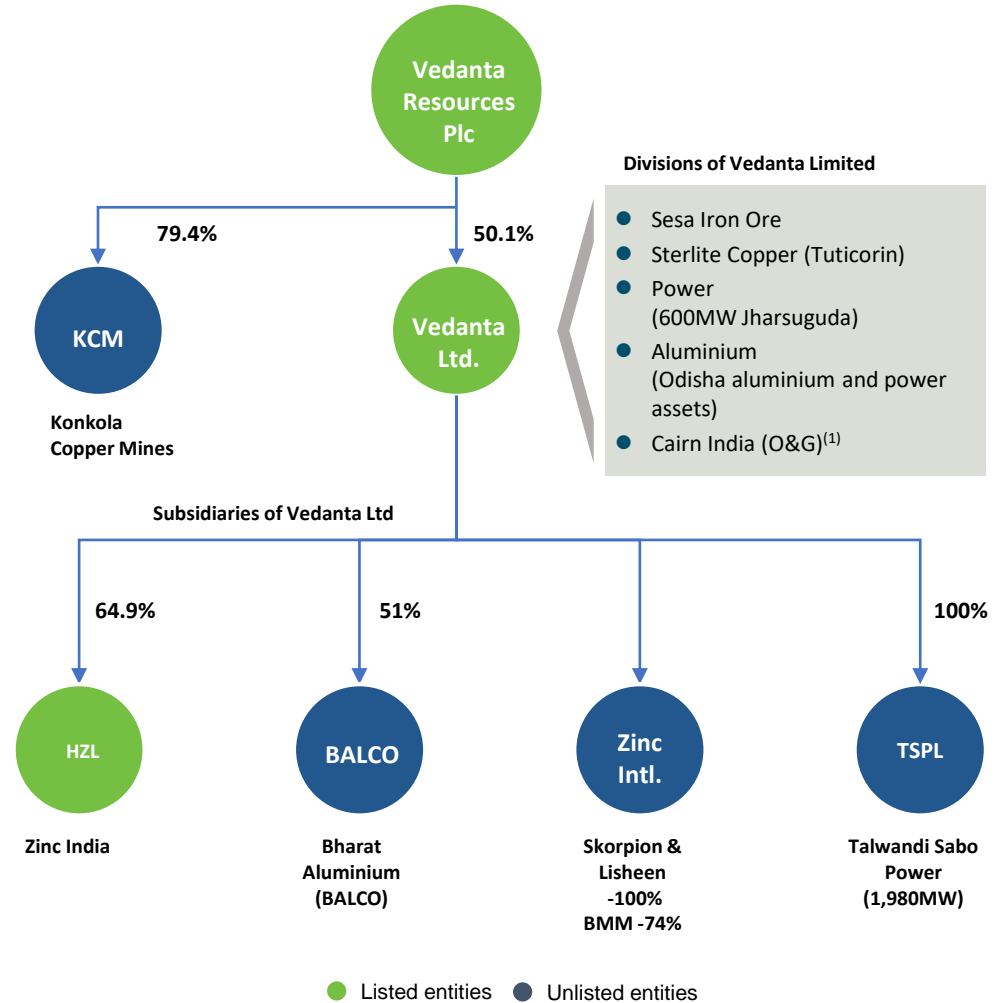 Vedanta
Resources
Plc
Divisions of Vedanta Limited
79.4%
50.1%
KCM
Vedanta
Ltd.
Sesa Iron Ore
Sterlite Copper (Tuticorin)
Power
(600MW Jharsuguda)
Aluminium
(Odisha aluminium and power
assets)
Cairn India (O&G)(1)
Konkola
Copper Mines
Subsidiaries of Vedanta Ltd
64.9%
51%
100%
HZL
BALCO
Zinc
Intl.
TSPL
Zinc India
Bharat
Aluminium
(BALCO)
Skorpion &
Lisheen
-100%
BMM -74%
Talwandi Sabo
Power
(1,980MW)
Listed entities
Unlisted entities